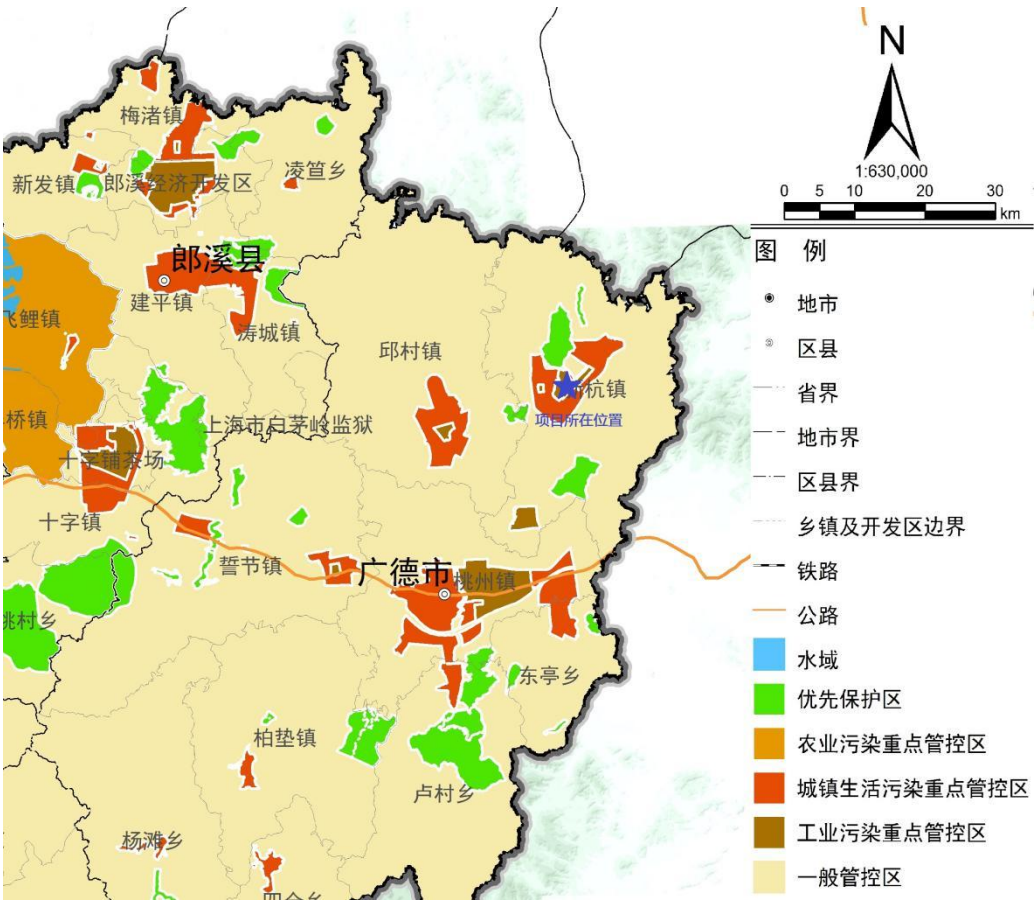 梅渚镇
新发镇
郎溪经济开发区
凌笪乡
郎溪县
建平镇
飞鲤镇
涛城镇
邱村镇
新杭镇
项目所在位置
桥镇
上海市白茅岭监狱
十字铺茶场
十字镇
誓节镇
广德市
桃州镇
姚村乡
东亭乡
柏垫镇
卢村乡
杨滩乡
四合乡
N
1:630,000
0 5 10 20 30
km
图 例
地市
区县
省界
地市界
区县界
乡镇及开发区边界
铁路
公路
水域
优先保护区
农业污染重点管控区
城镇生活污染重点管控区
工业污染重点管控区
一般管控区